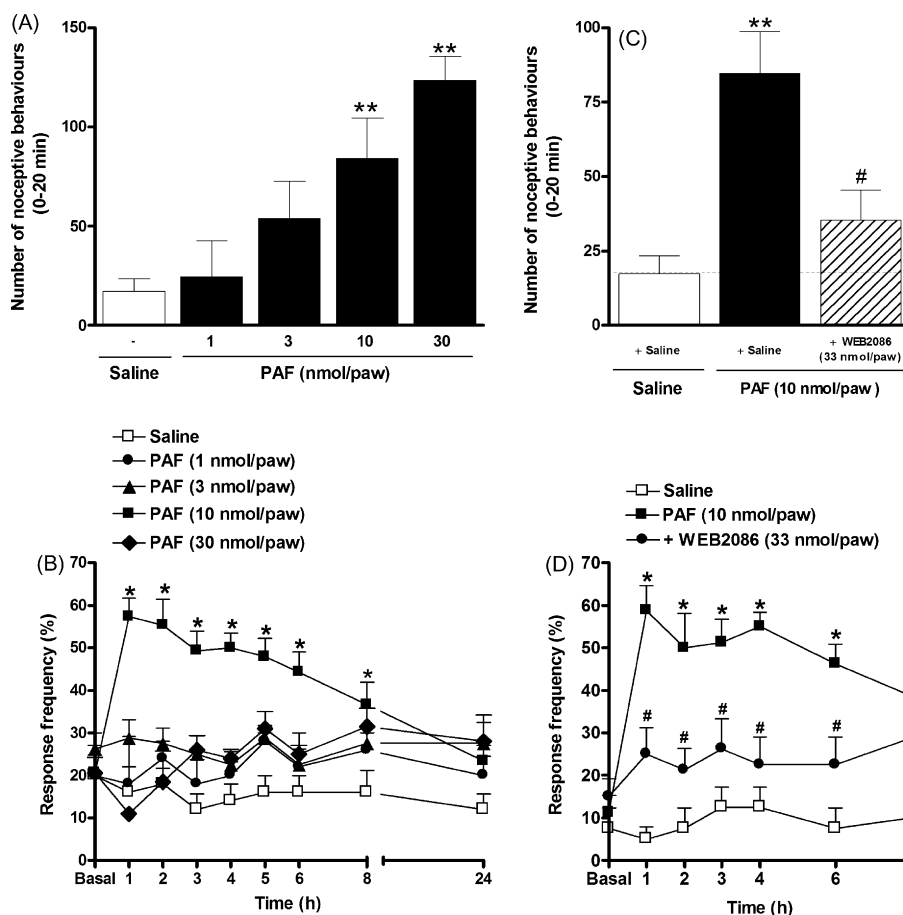 (A)
Number of noceptive behaviours
(0-20 min)
150
100
50
0
**
**
-
1
3
10
30
Saline
PAF (nmol/paw)
(C)
Number of noceptive behaviours
(0-20 min)
100
75
50
25
0
**
#
+ Saline
+ Saline
+ WEB2086
(33 nmol/paw)
Saline
PAF (10 nmol/paw )
Saline
PAF (1 nmol/paw)
PAF (3 nmol/paw)
PAF (10 nmol/paw)
PAF (30 nmol/paw)
(B)
Response frequency (%)
70
60
50
40
30
20
10
0
* * * * * * *
Basal 1 2 3 4 5 6 8 24
Time (h)
Saline
PAF (10 nmol/paw)
+ WEB2086 (33 nmol/paw)
(D)
Response frequency (%)
70
60
50
40
30
20
10
0
* * * * *
# # # # #
Basal 1 2 3 4 6
Time (h)